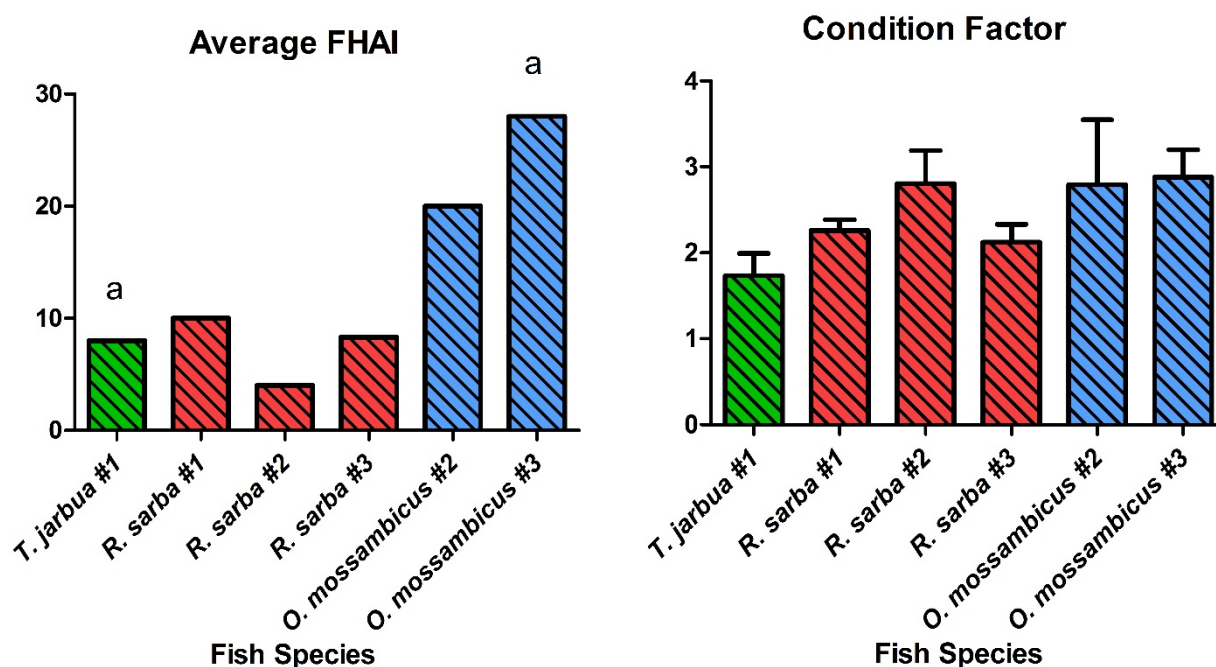 Average FHAI
a
a
30
20
10
0
T. jarbua #1
R. sarba #1
R. sarba #2
R. sarba #3
O. mossambicus #2
O. mossambicus #3
Fish Species
Condition Factor
4
3
2
1
0
T. jarbua #1
R. sarba #1
R. sarba #2
R. sarba #3
O. mossambicus #2
O. mossambicus #3
Fish Species